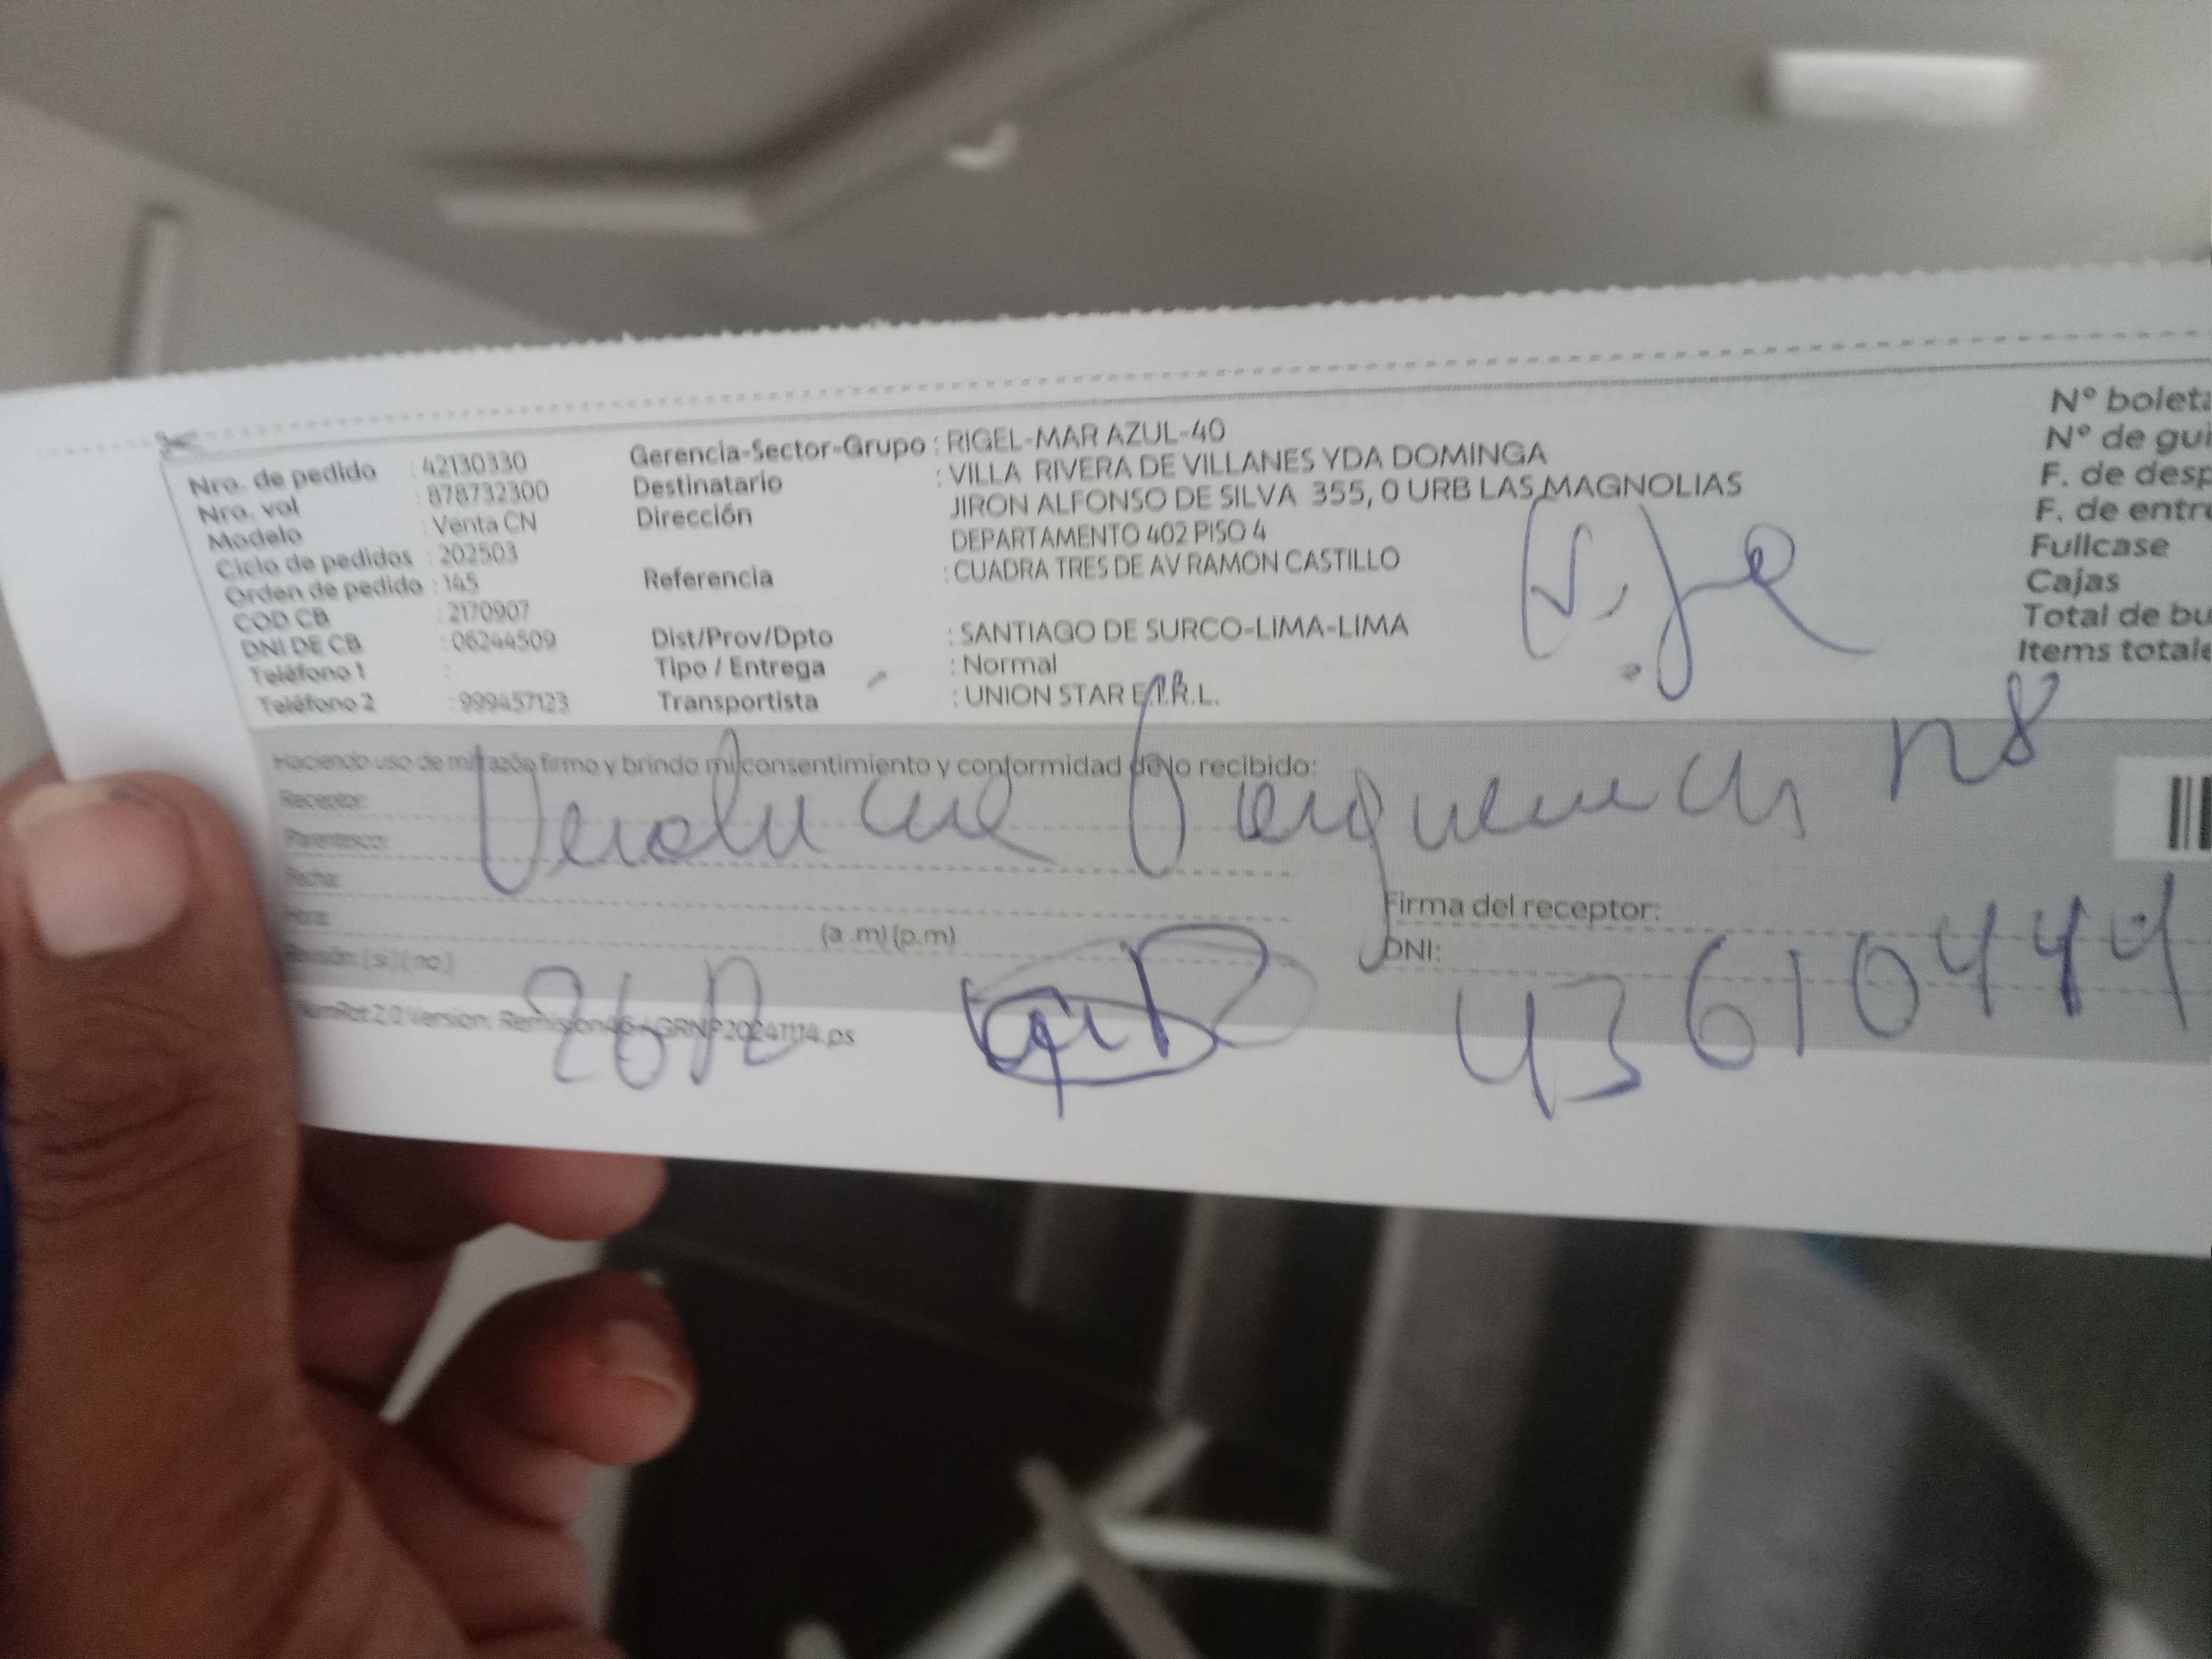 Nro. de pedido : 42130330
Nro. vol : 878732300
Modelo : Venta CN
Ciclo de pedidos : 202503
Orden de pedido : 145
COD CB : 2170907
DNI DE CB : 06244509
Teléfono 1 :
Teléfono 2 : 999457123
Gerencia-Sector-Grupo : RIGEL-MAR AZUL-40
Destinatario : VILLA RIVERA DE VILLANES YDA DOMINGA
Dirección JIRON ALFONSO DE SILVA 355, 0 URB LAS MAGNOLIAS
DEPARTAMENTO 402 PISO 4
Referencia : CUADRA TRES DE AV RAMON CASTILLO
Dist/Prov/Dpto : SANTIAGO DE SURCO-LIMA-LIMA
Tipo / Entrega : Normal
Transportista : UNION STAR E.I.R.L.
N° boleta
N° de gui
F. de desp
F. de entre
Fullcase
Cajas
Total de bu
Items totale
Haciendo uso de mi razón firmo y brindo mi consentimiento y conformidad de lo recibido:
Receptor:
Parentesco:
Fecha:
Hora: (a .m) (p.m)
Revisión: ( si ) ( no )
Firma del receptor:
DNI:
43610444